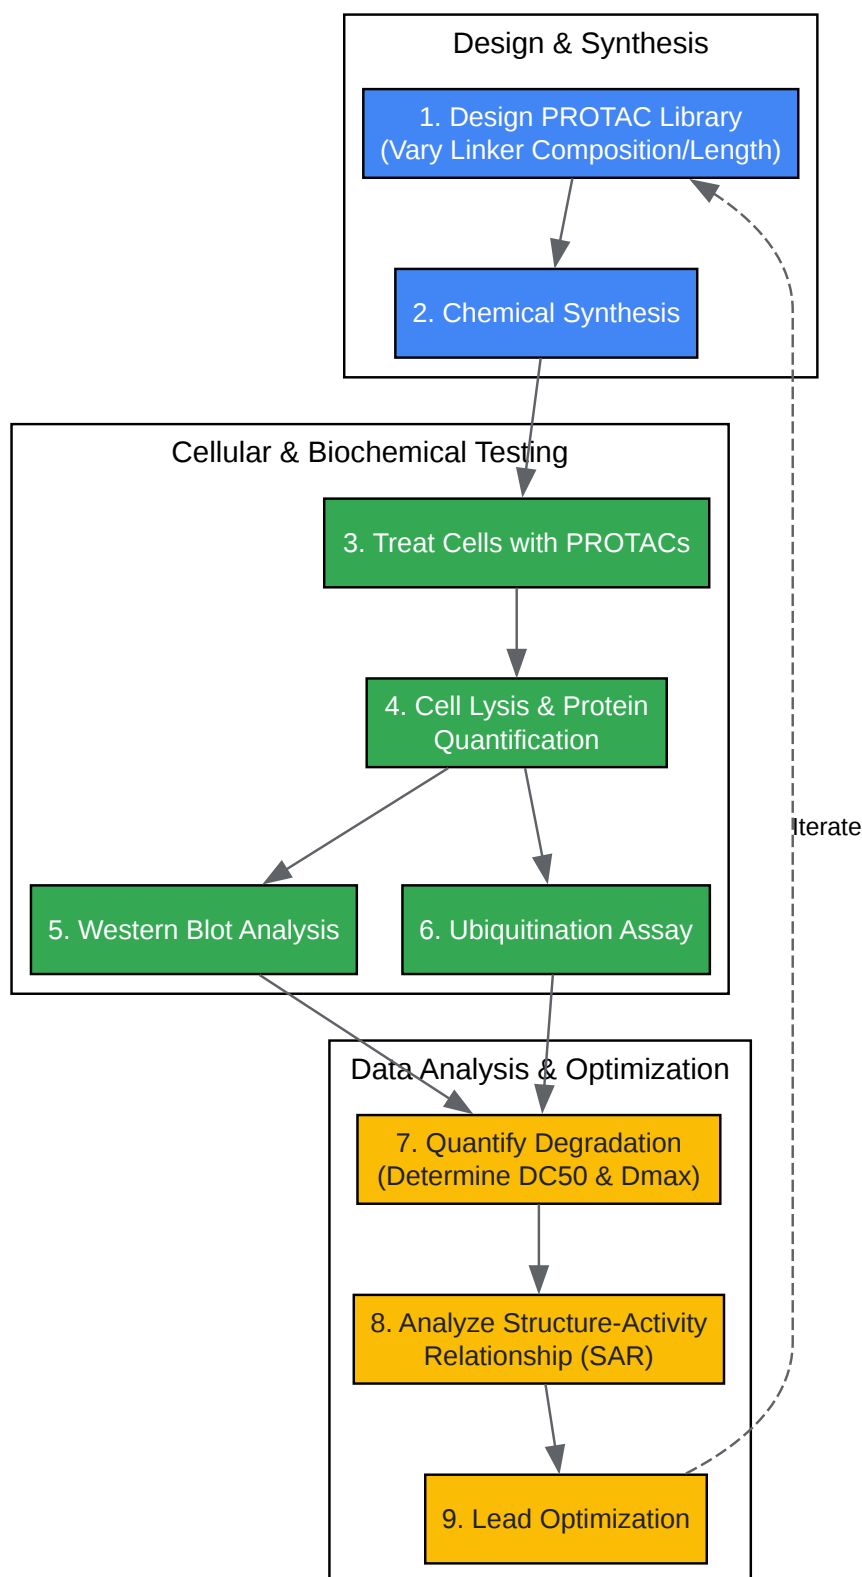 Design & Synthesis
1. Design PROTAC Library
(Vary Linker Composition/Length)
2. Chemical Synthesis
Cellular & Biochemical Testing
3. Treat Cells with PROTACs
4. Cell Lysis & Protein
Quantification
Iterate
5. Western Blot Analysis
6. Ubiquitination Assay
Data Analysis & Optimization
7. Quantify Degradation
(Determine DC50 & Dmax)
8. Analyze Structure-Activity
Relationship (SAR)
9. Lead Optimization